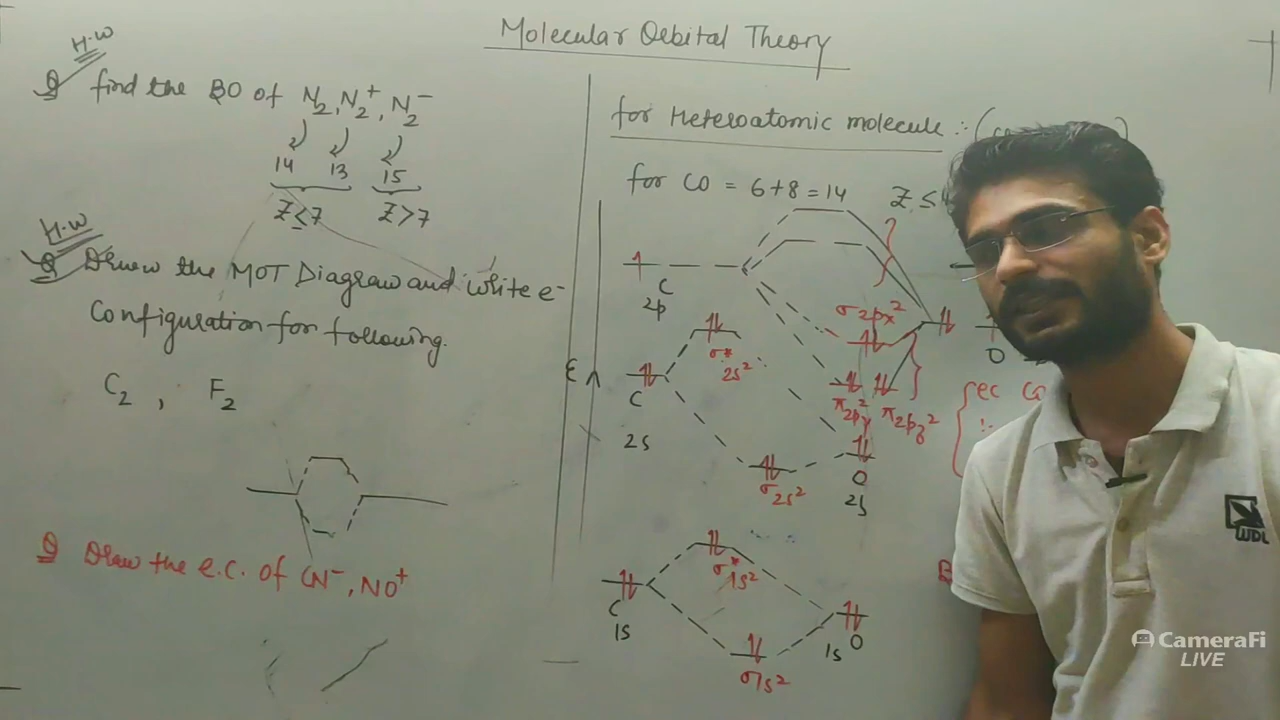 Molecular Orbital Theory
H.W
Q find the BO of N₂, N₂⁺, N₂⁻
14 13 15
Z≤7 Z>7
H.W
Q Draw the MOT Diagram and write e⁻
Configuration for following.
C₂ ; F₂
Q Draw the e.c. of CN⁻, NO⁺
for Heteroatomic molecule :-
for CO = 6+8 = 14
Z ≤
C
2p
σ2px²
σ*2s²
E
C
2s
π2py² π2pz²
O
2s
σ2s²
O
ec
σ*1s²
C
1s
O
1s
σ1s²
B
WDL
CameraFi
LIVE